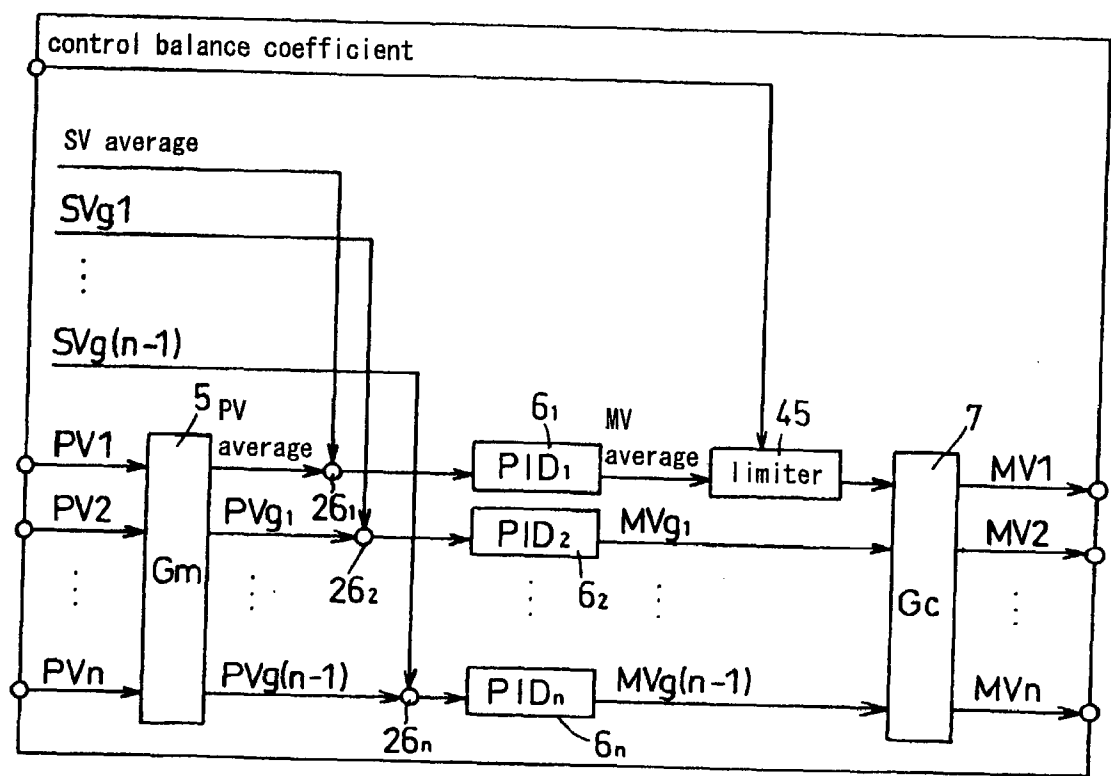 control balance coefficient
SV average
SVg1
⋮
SVg(n-1)
5 PV average
6₁ MV average
45
7
PV1
PID₁
limiter
MV1
PV2
26₁
PVg₁
PID₂
MVg₁
MV2
Gm
26₂
6₂
Gc
⋮ ⋮ ⋮ ⋮ ⋮
PVn
PVg(n-1)
PIDₙ
MVg(n-1)
MVn
26ₙ
6ₙ